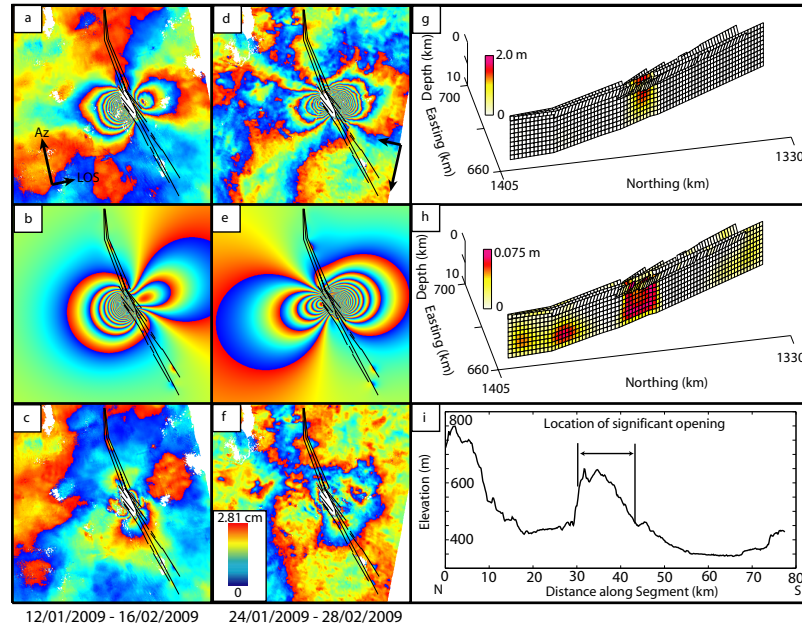 a
Az
LOS
d
b
e
c
f
2.81 cm
0
12/01/2009 - 16/02/2009
24/01/2009 - 28/02/2009
g
Depth (km)
0
10
2.0 m
0
700
Easting (km)
660
1405
Northing (km)
1330
h
Depth (km)
0
10
0.075 m
0
700
Easting (km)
660
1405
Northing (km)
1330
i
Location of significant opening
Elevation (m)
800
600
400
0 10 20 30 40 50 60 70 80
N
Distance along Segment (km)
S